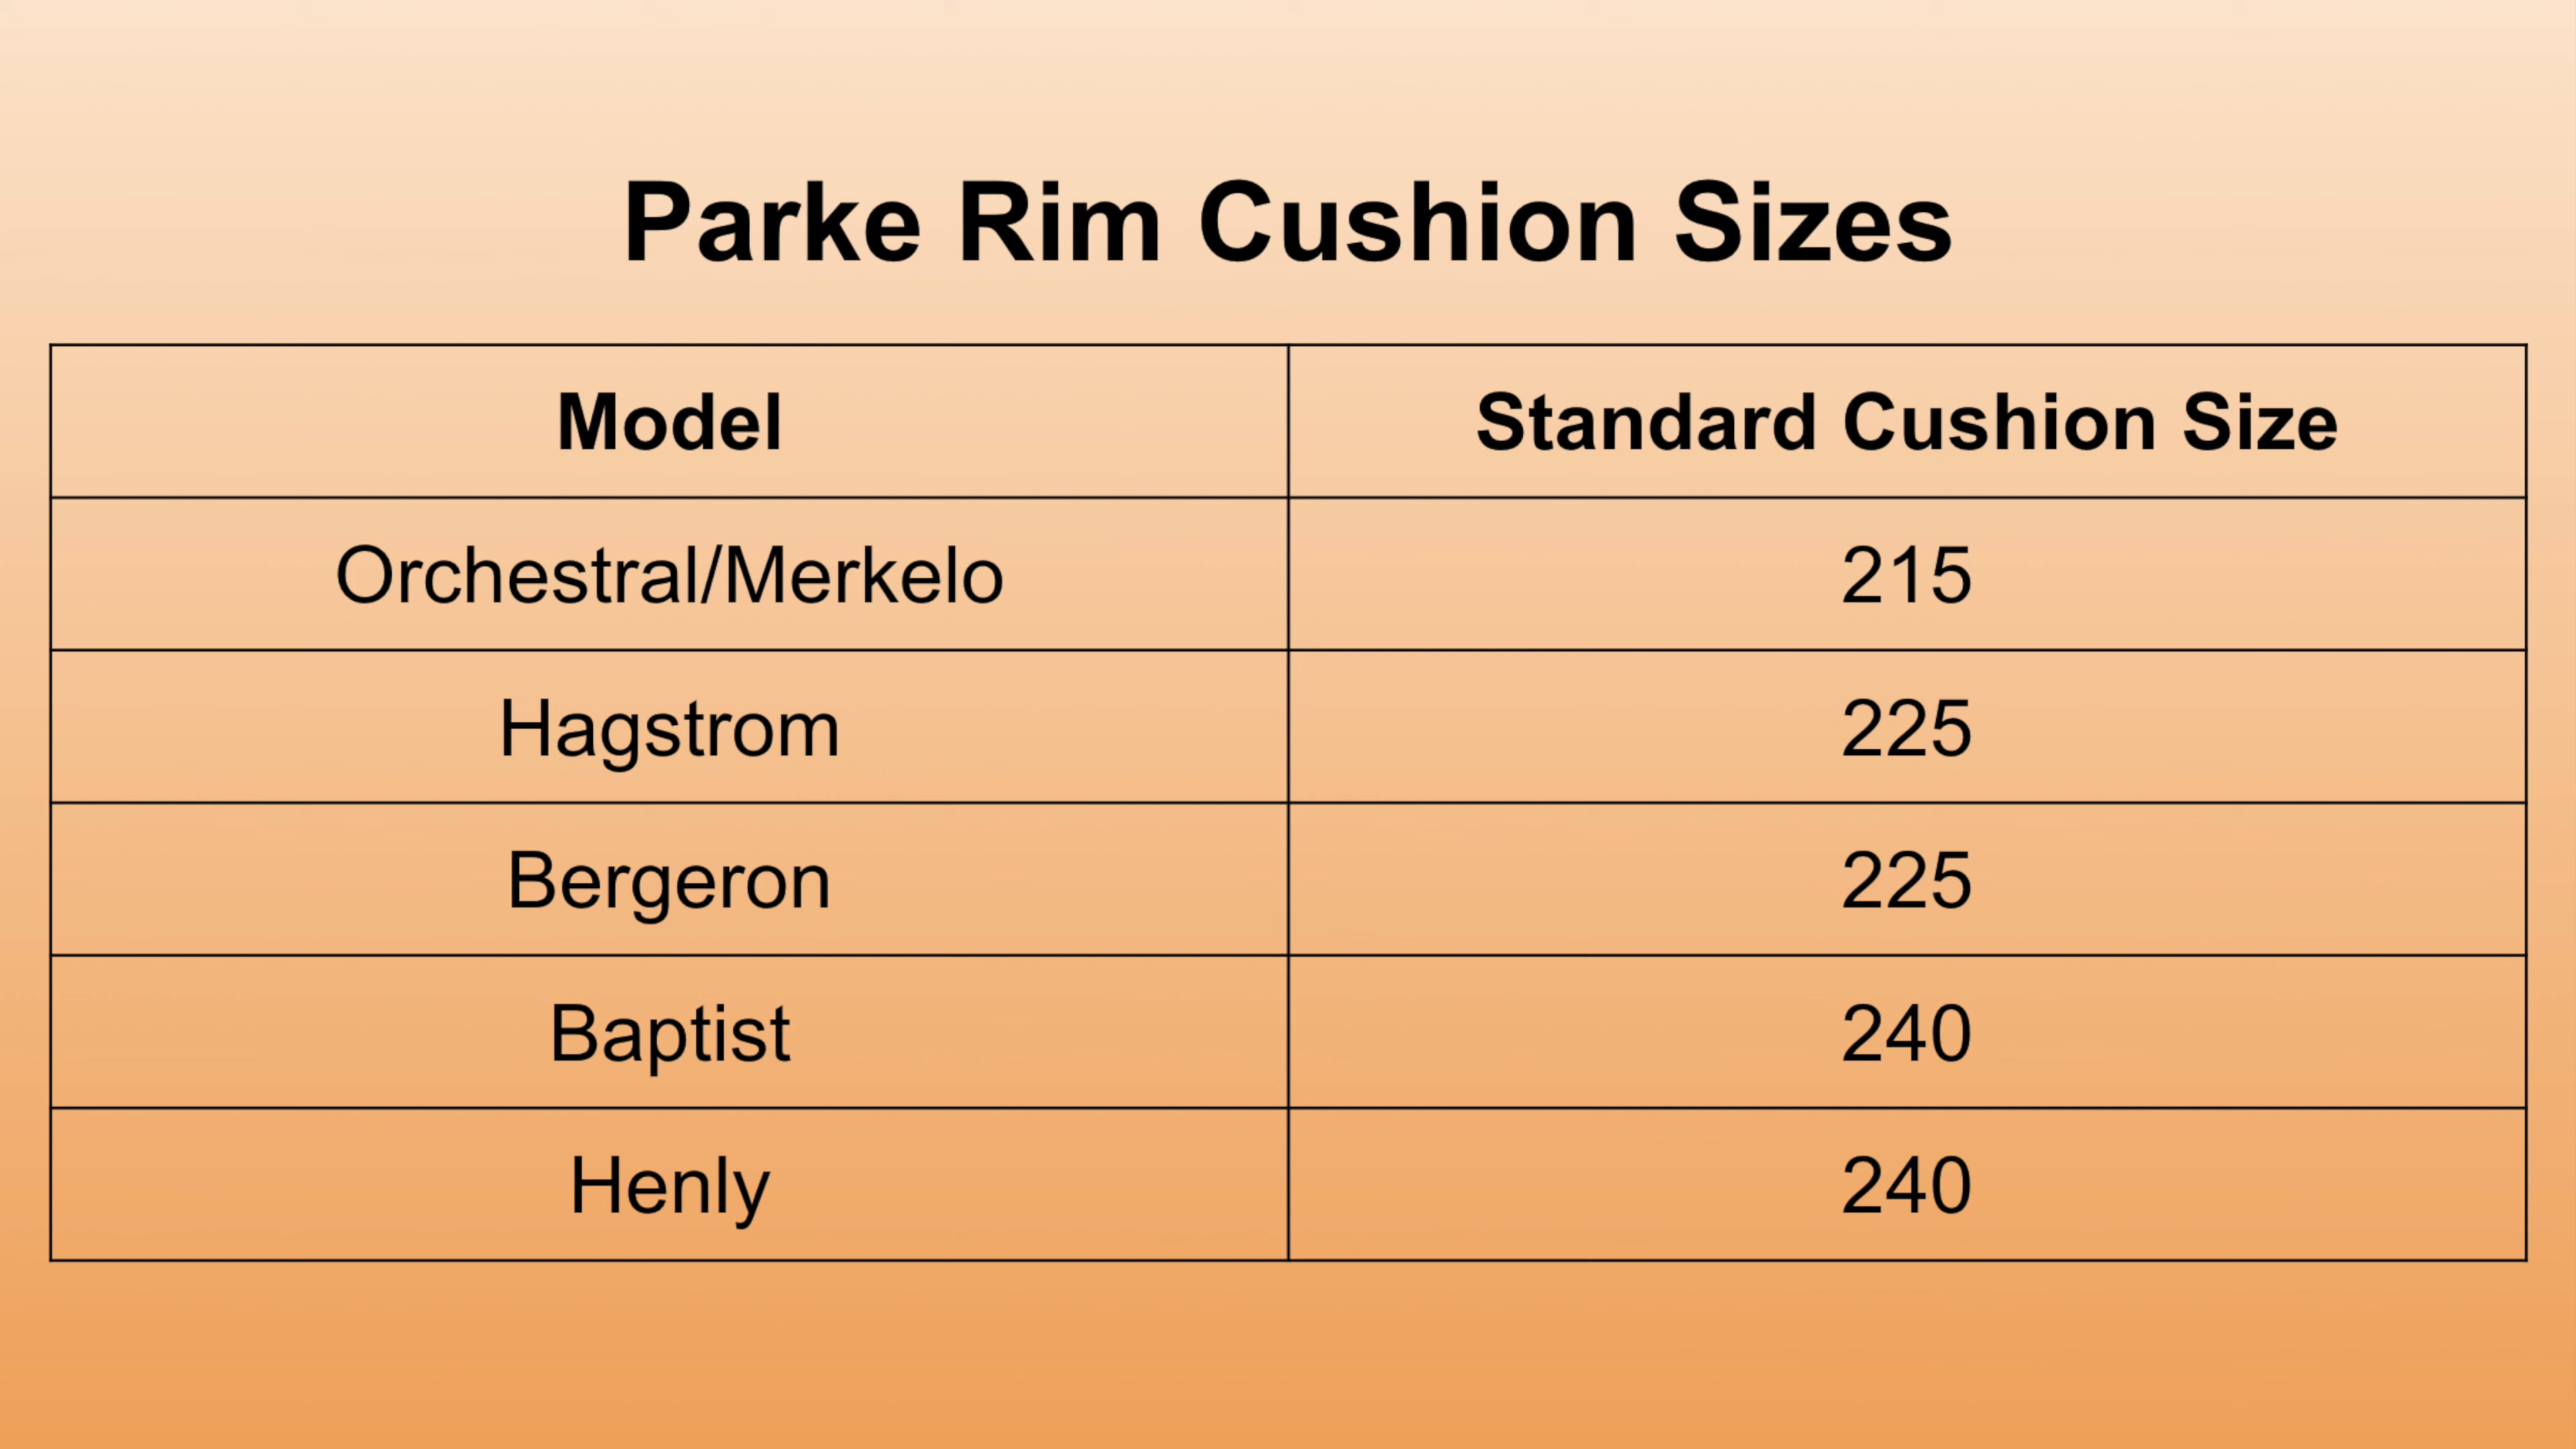 Parke Rim Cushion Sizes
Model Standard Cushion Size
Orchestral/Merkelo 215
Hagstrom 225
Bergeron 225
Baptist 240
Henly 240